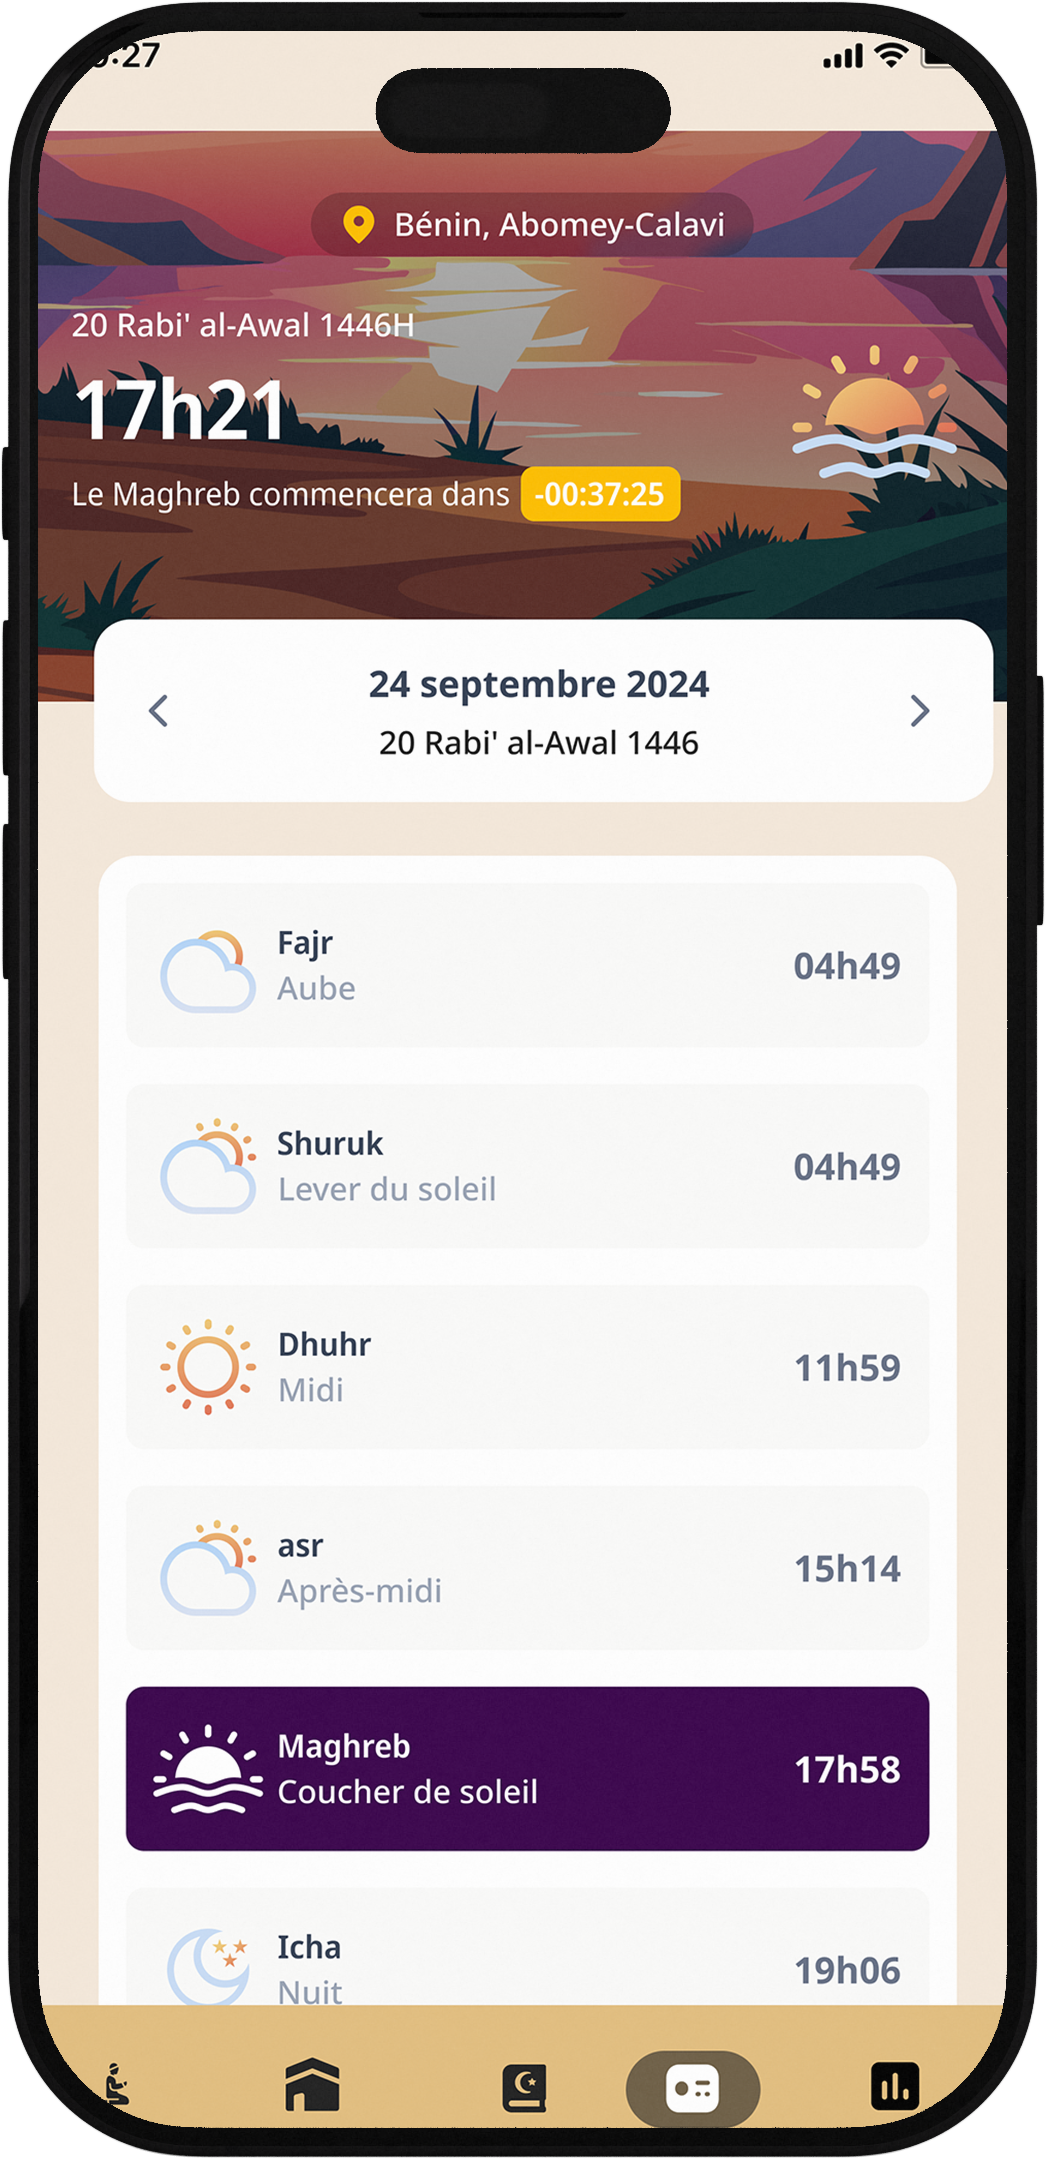 :27
Bénin, Abomey-Calavi
20 Rabi' al-Awal 1446H
17h21
Le Maghreb commencera dans -00:37:25
24 septembre 2024
20 Rabi' al-Awal 1446
Fajr
Aube
04h49
Shuruk
Lever du soleil
04h49
Dhuhr
Midi
11h59
asr
Après-midi
15h14
Maghreb
Coucher de soleil
17h58
Icha
Nuit
19h06